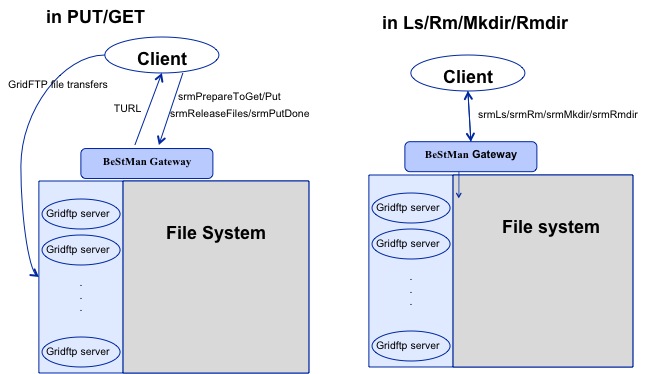 in PUT/GET
Client
GridFTP file transfers
TURL
srmPrepareToGet/Put
srmReleaseFiles/srmPutDone
BeStMan Gateway
Gridftp server
Gridftp server
.
.
.
Gridftp server
File System
in Ls/Rm/Mkdir/Rmdir
Client
srmLs/srmRm/srmMkdir/srmRmdir
BeStMan Gateway
Gridftp server
Gridftp server
.
.
.
Gridftp server
File system